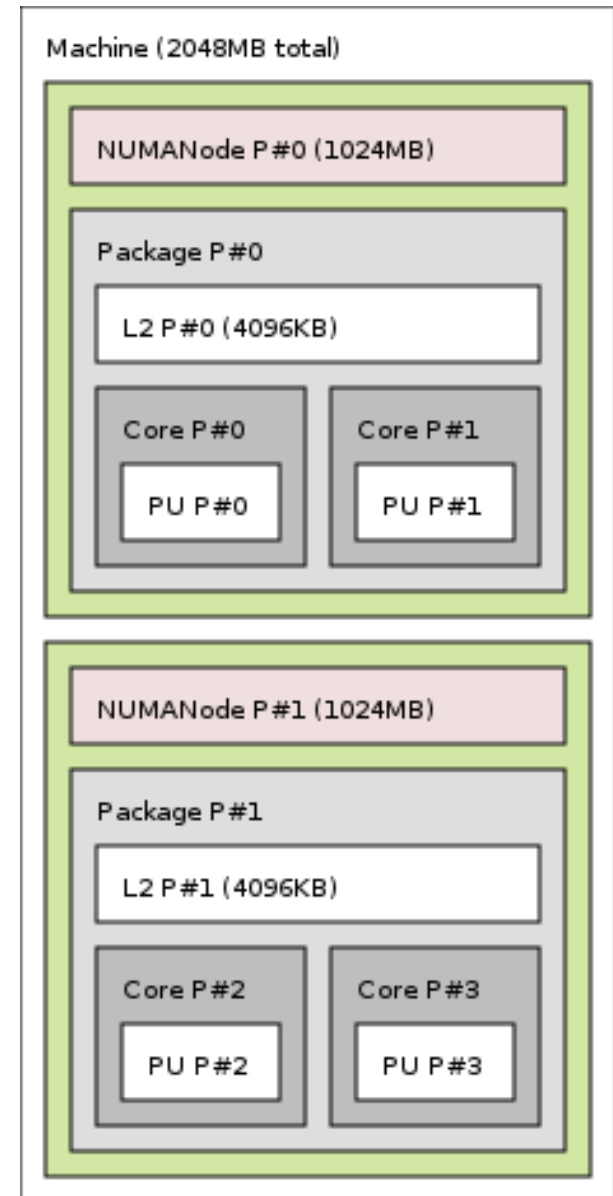 Machine (2048MB total)
NUMANode P#0 (1024MB)
Package P#0
L2 P#0 (4096KB)
Core P#0
Core P#1
PU P#0
PU P#1
NUMANode P#1 (1024MB)
Package P#1
L2 P#1 (4096KB)
Core P#2
Core P#3
PU P#2
PU P#3